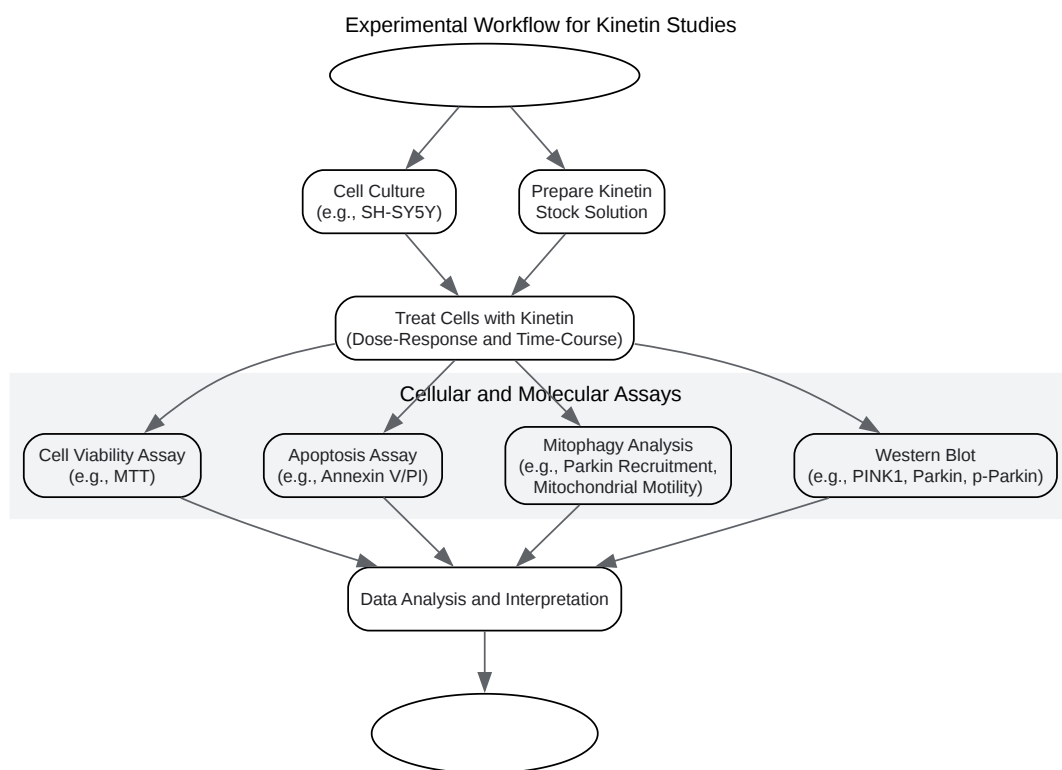 Experimental Workflow for Kinetin Studies
Cell Culture
(e.g., SH-SY5Y)
Prepare Kinetin
Stock Solution
Treat Cells with Kinetin
(Dose-Response and Time-Course)
Cellular and Molecular Assays
Cell Viability Assay
(e.g., MTT)
Apoptosis Assay
(e.g., Annexin V/PI)
Mitophagy Analysis
(e.g., Parkin Recruitment,
Mitochondrial Motility)
Western Blot
(e.g., PINK1, Parkin, p-Parkin)
Data Analysis and Interpretation